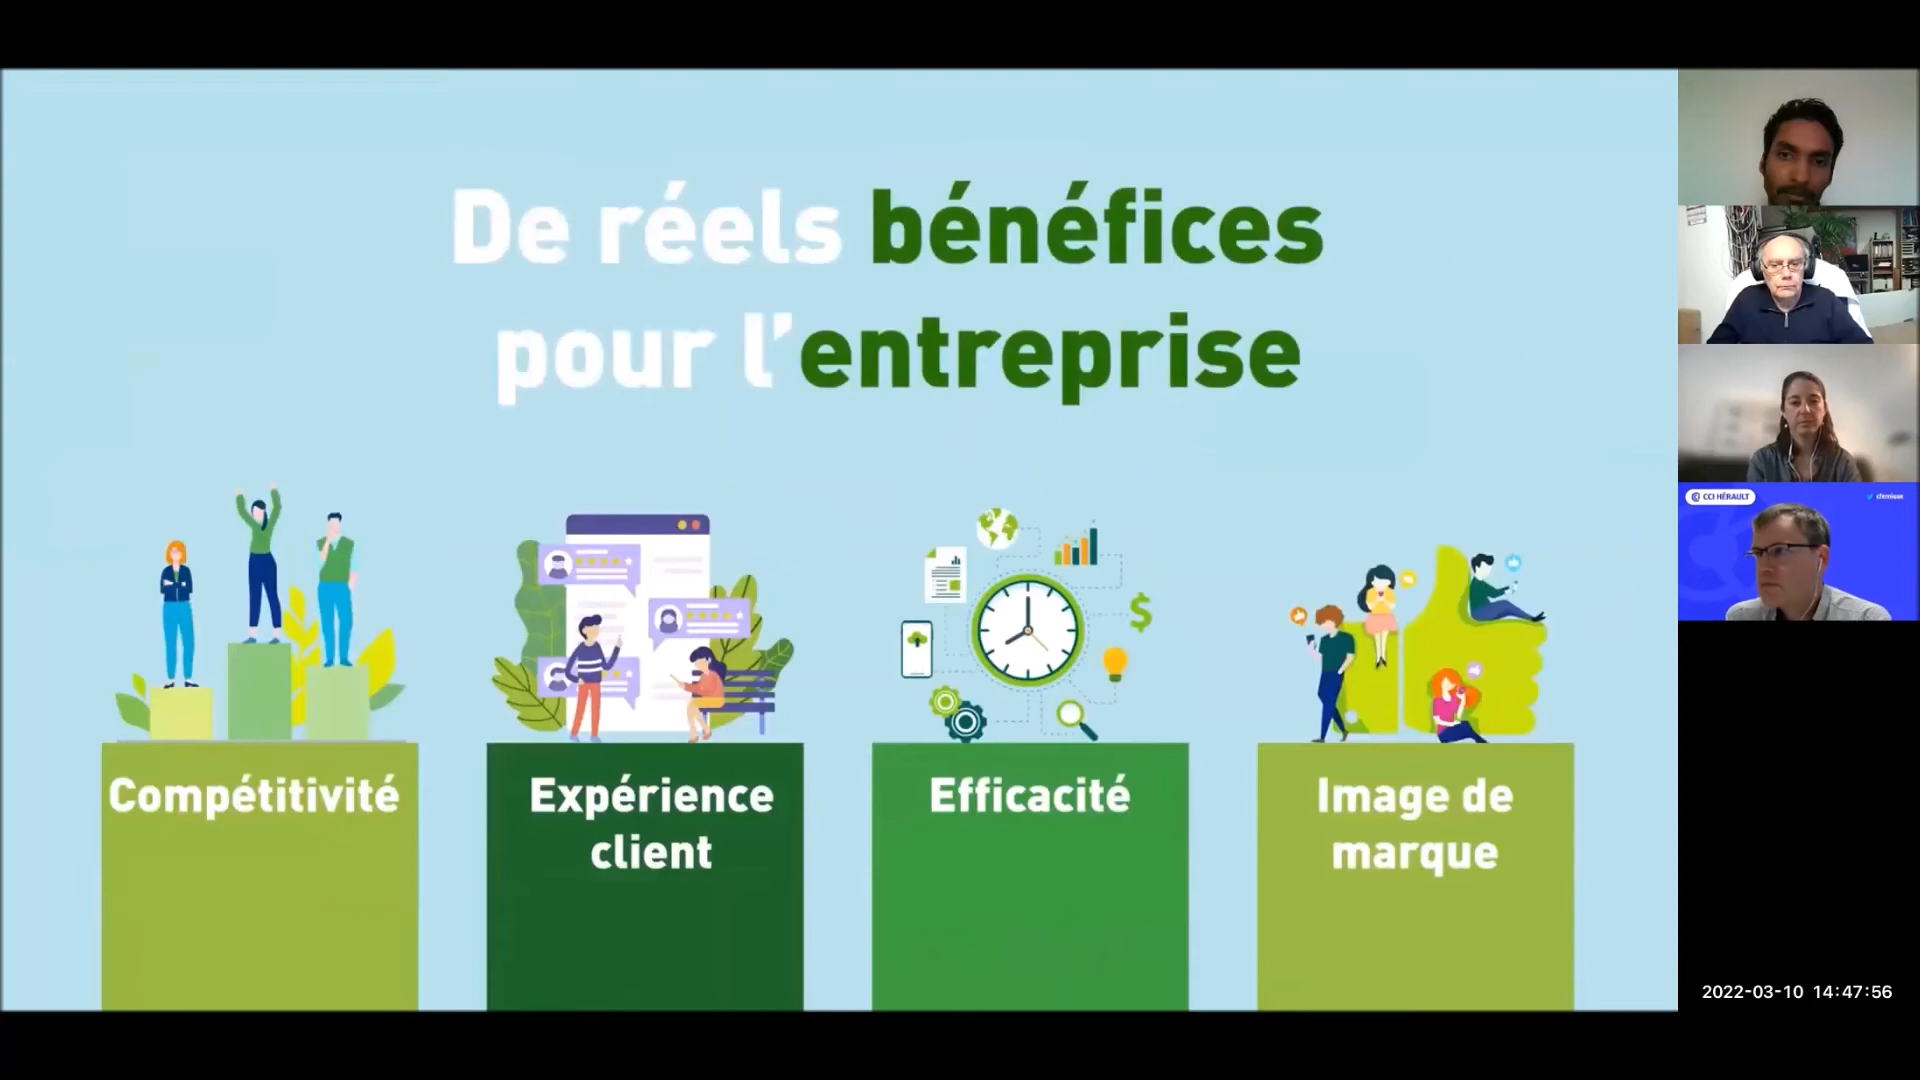 De réels bénéfices
pour l'entreprise
Compétitivité
Expérience
client
Efficacité
Image de
marque
CCI HÉRAULT
2022-03-10 14:47:56